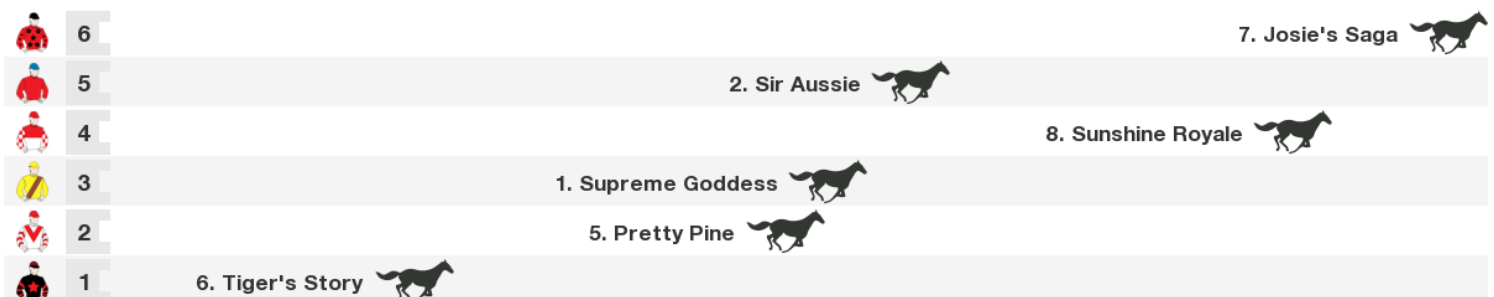 6 7. Josie's Saga
5 2. Sir Aussie
4 8. Sunshine Royale
3 1. Supreme Goddess
2 5. Pretty Pine
1 6. Tiger's Story